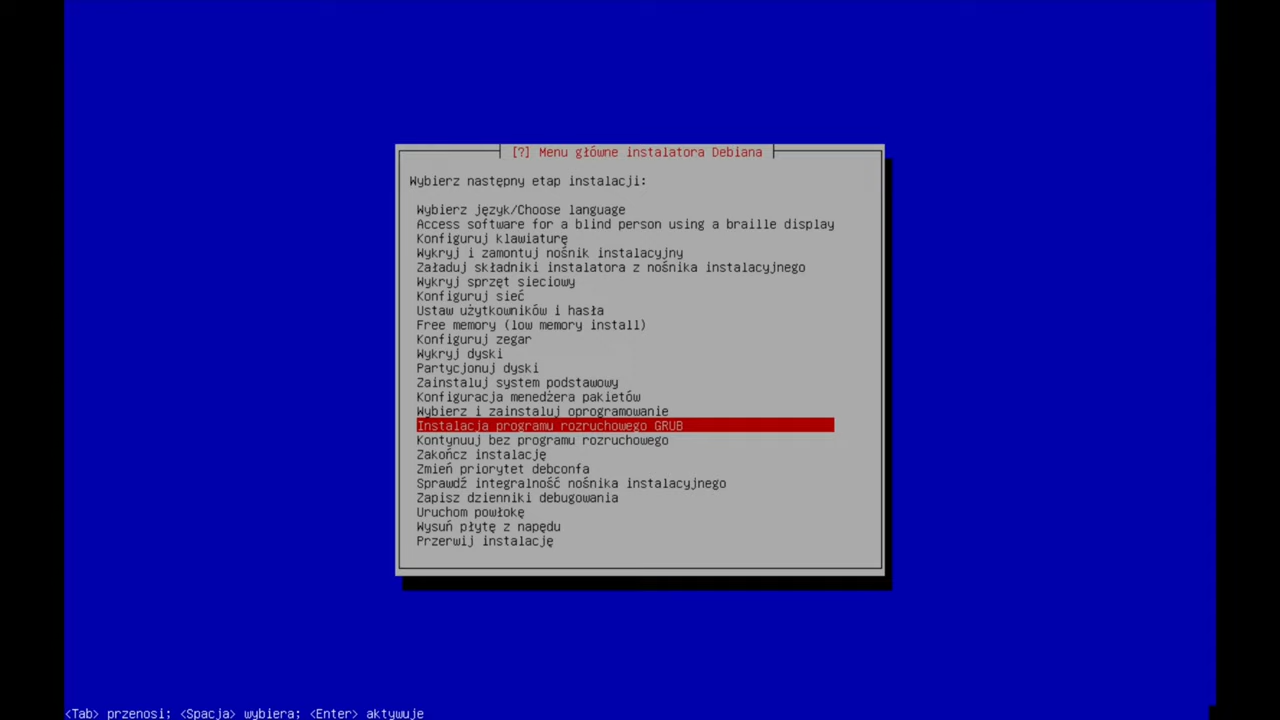 [?] Menu główne instalatora Debiana
Wybierz następny etap instalacji:
Wybierz język/Choose language
Access software for a blind person using a braille display
Konfiguruj klawiaturę
Wykryj i zamontuj nośnik instalacyjny
Załaduj składniki instalatora z nośnika instalacyjnego
Wykryj sprzęt sieciowy
Konfiguruj sieć
Ustaw użytkowników i hasła
Free memory (low memory install)
Konfiguruj zegar
Wykryj dyski
Partycjonuj dyski
Zainstaluj system podstawowy
Konfiguracja menedżera pakietów
Wybierz i zainstaluj oprogramowanie
Instalacja programu rozruchowego GRUB
Kontynuuj bez programu rozruchowego
Zakończ instalację
Zmień priorytet debconfa
Sprawdź integralność nośnika instalacyjnego
Zapisz dzienniki debugowania
Uruchom powłokę
Wysuń płytę z napędu
Przerwij instalację
<Tab> przenosi; <Spacja> wybiera; <Enter> aktywuje